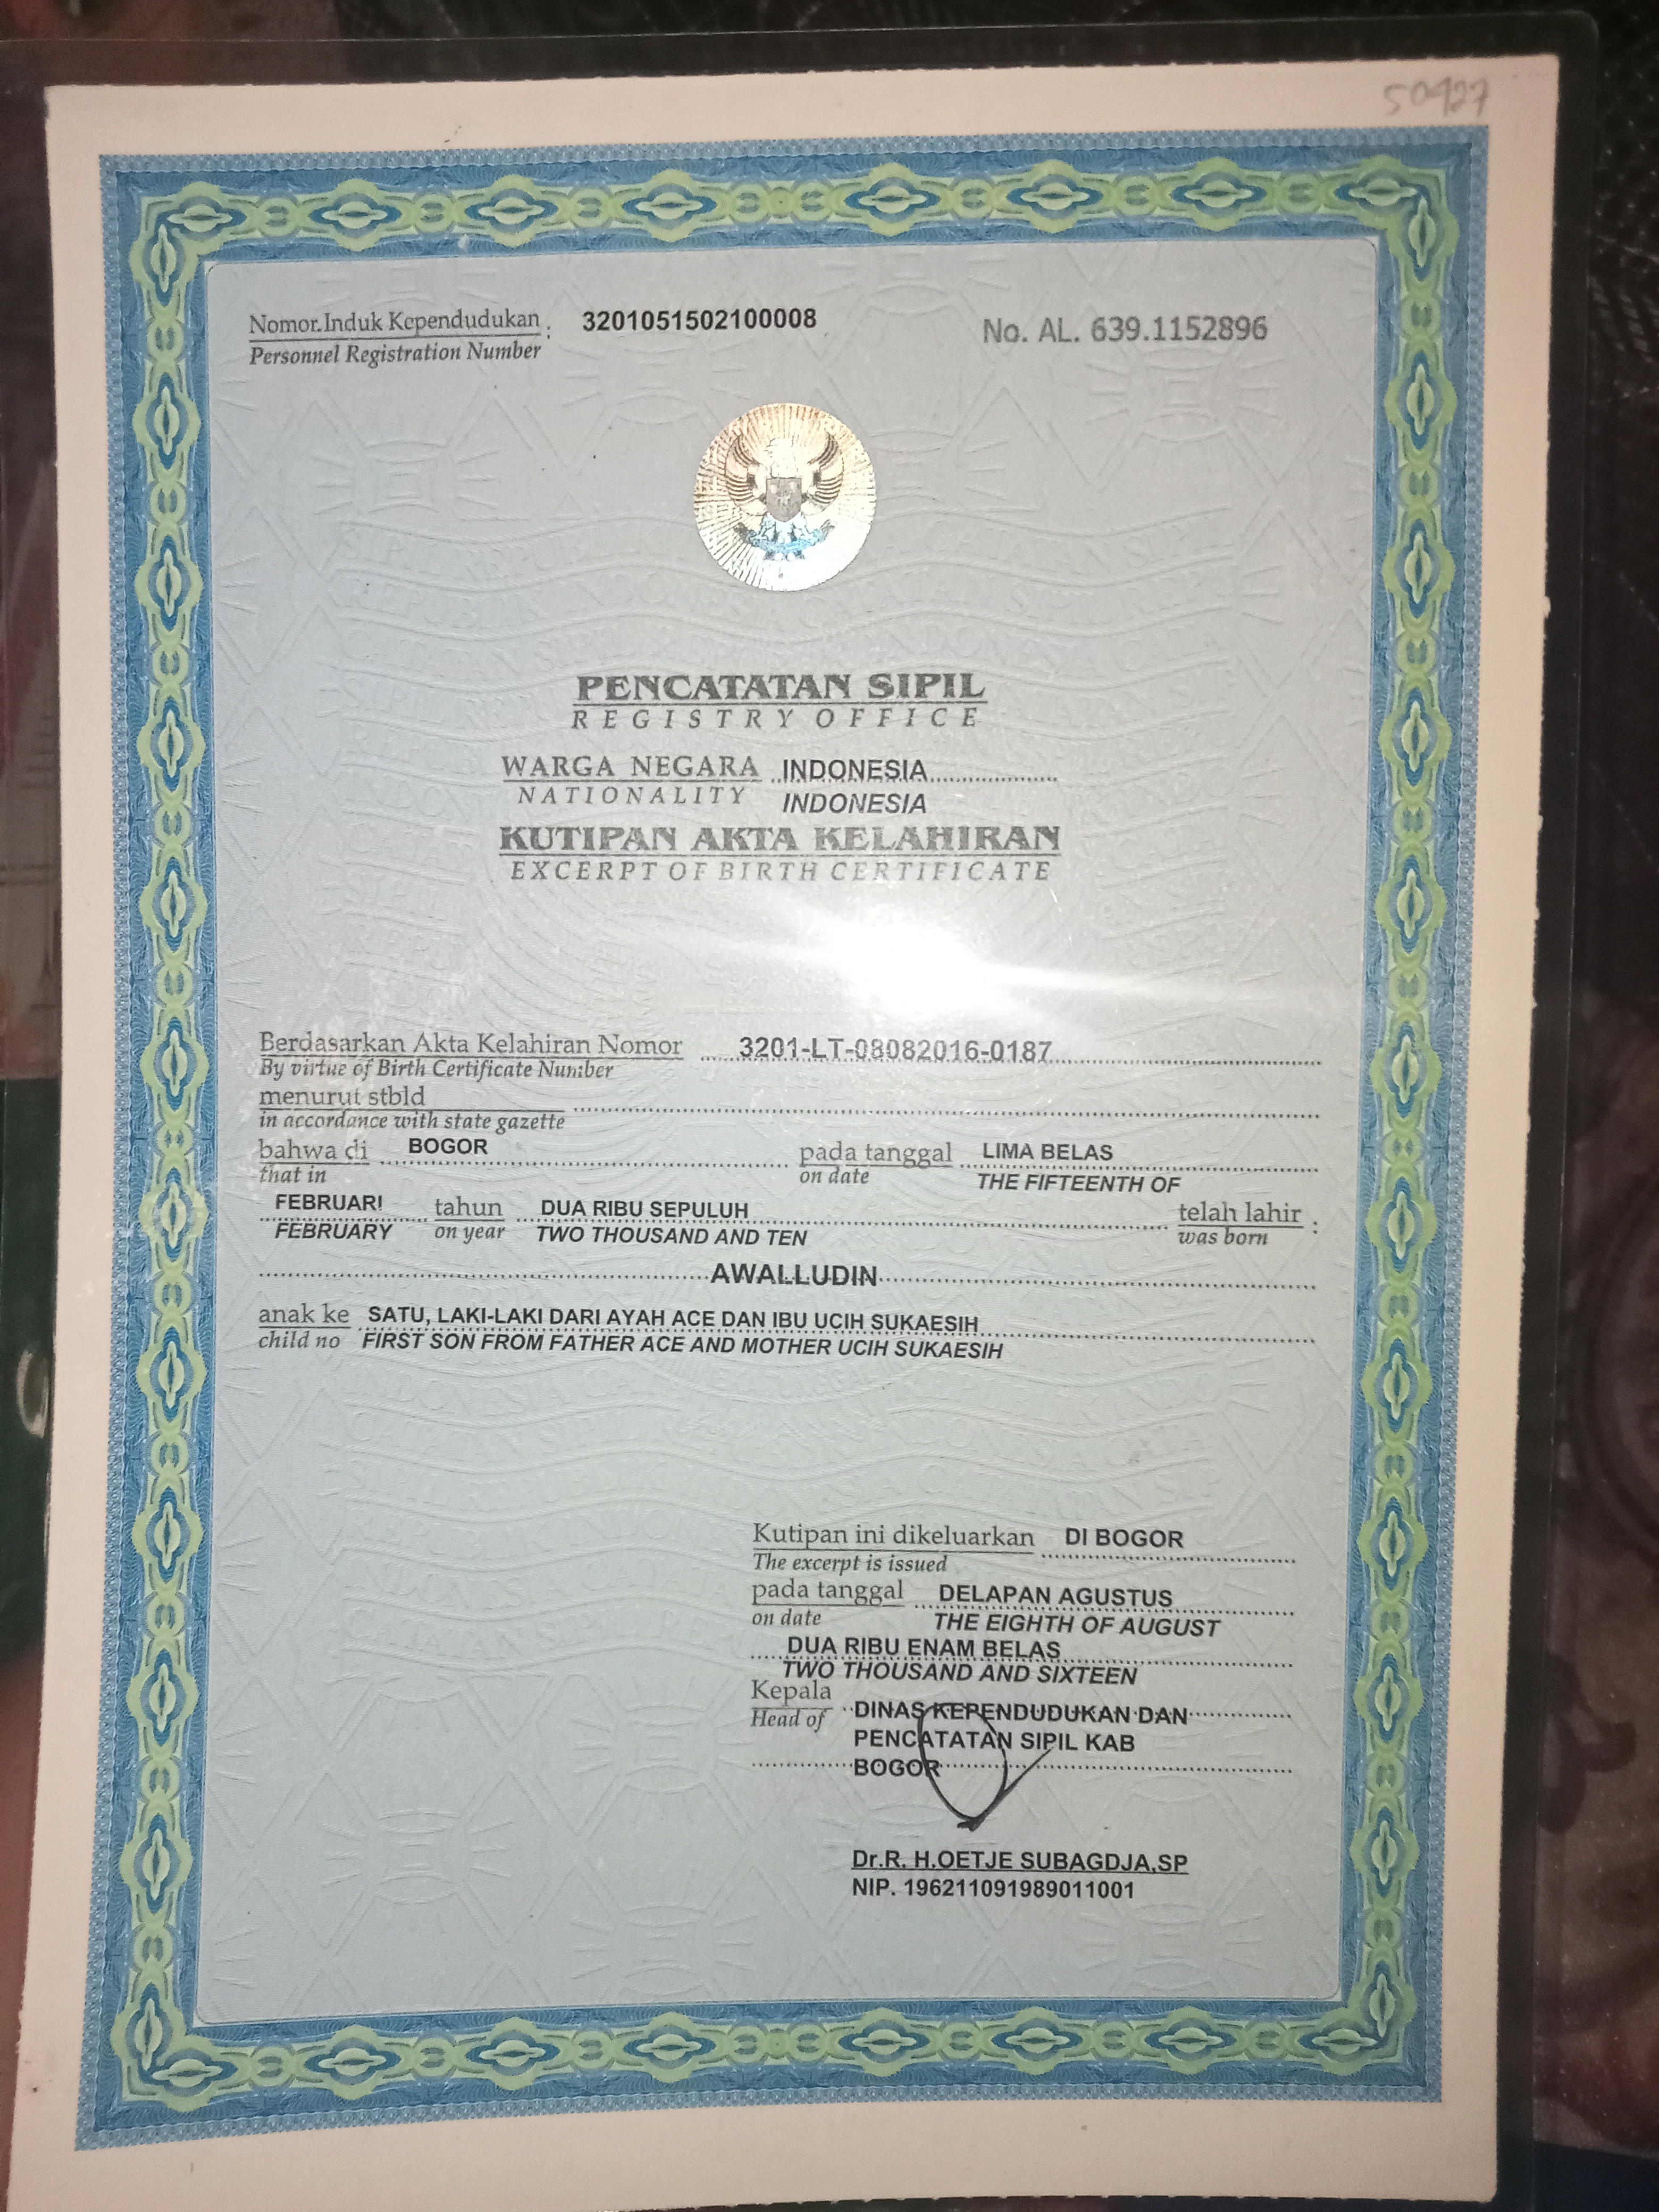 50427
Nomor Induk Kependudukan : 3201051502100008 No. AL. 639.1152896
Personnel Registration Number
PENCATATAN SIPIL
REGISTRY OFFICE
WARGA NEGARA INDONESIA
NATIONALITY INDONESIA
KUTIPAN AKTA KELAHIRAN
EXCERPT OF BIRTH CERTIFICATE
Berdasarkan Akta Kelahiran Nomor 3201-LT-08082016-0187
By virtue of Birth Certificate Number
menurut stbld
in accordance with state gazette
bahwa di BOGOR pada tanggal LIMA BELAS
that in on date THE FIFTEENTH OF
FEBRUARI tahun DUA RIBU SEPULUH telah lahir :
FEBRUARY on year TWO THOUSAND AND TEN was born
AWALLUDIN
anak ke SATU, LAKI-LAKI DARI AYAH ACE DAN IBU UCIH SUKAESIH
child no FIRST SON FROM FATHER ACE AND MOTHER UCIH SUKAESIH
Kutipan ini dikeluarkan DI BOGOR
The excerpt is issued
pada tanggal DELAPAN AGUSTUS
on date THE EIGHTH OF AUGUST
DUA RIBU ENAM BELAS
TWO THOUSAND AND SIXTEEN
Kepala DINAS KEPENDUDUKAN DAN
Head of
PENCATATAN SIPIL KAB
BOGOR
Dr.R. H.OETJE SUBAGDJA,SP
NIP. 196211091989011001